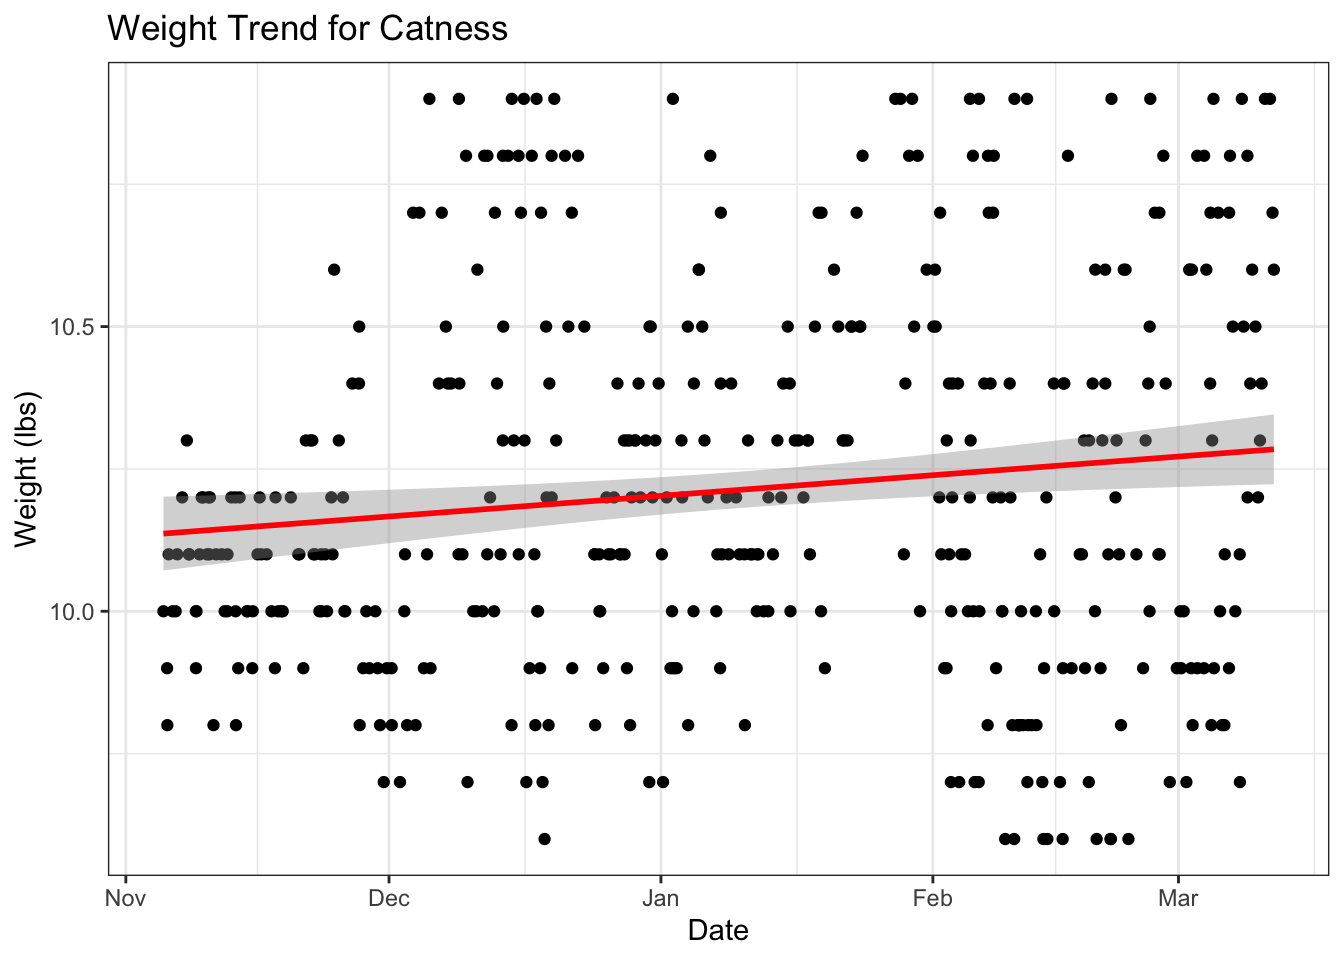 Weight Trend for Catness
Weight (lbs)
10.5
10.0
Nov Dec Jan Feb Mar
Date